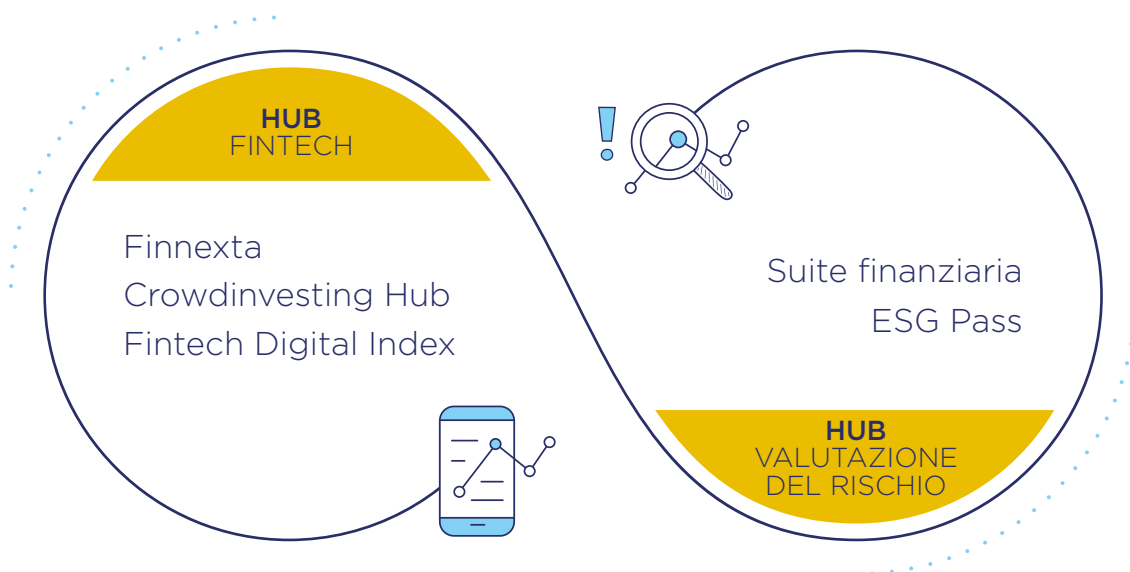 HUB
FINTECH
Finnexta
Crowdinvesting Hub
Fintech Digital Index
Suite finanziaria
ESG Pass
HUB
VALUTAZIONE
DEL RISCHIO